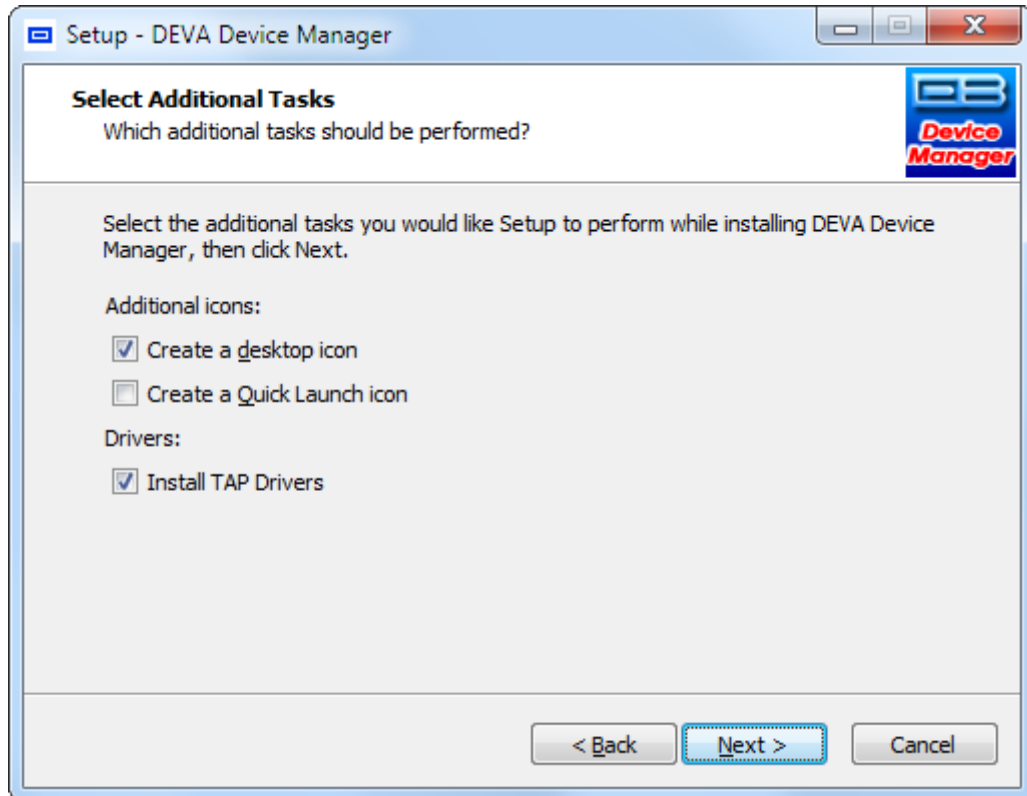 Setup - DEVA Device Manager
Select Additional Tasks
Which additional tasks should be performed?
Device
Manager
Select the additional tasks you would like Setup to perform while installing DEVA Device
Manager, then click Next.
Additional icons:
Create a desktop icon
Create a Quick Launch icon
Drivers:
Install TAP Drivers
< Back
Next >
Cancel